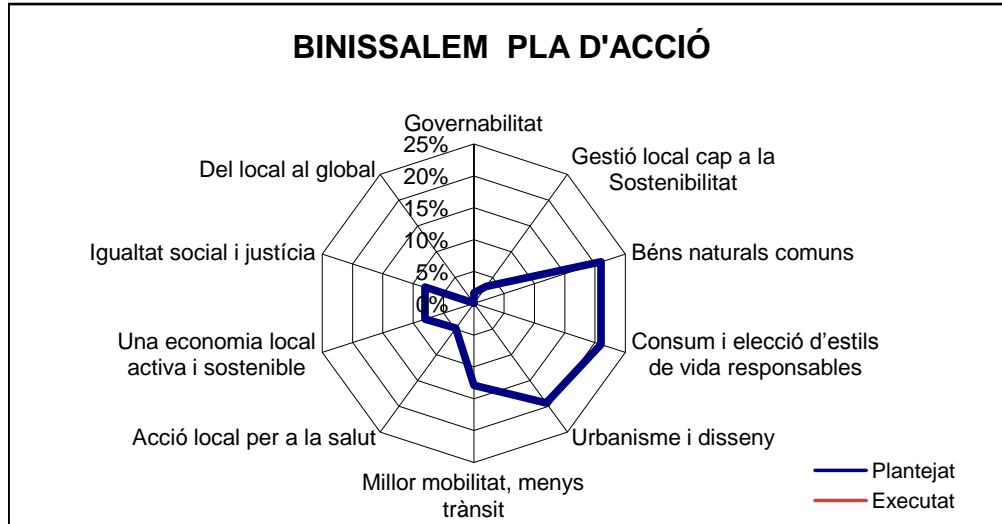 BINISSALEM  PLA D'ACCIÓ
Governabilitat
25%
20%
15%
10%
5%
0%
Gestió local cap a la
Sostenibilitat
Béns naturals comuns
Consum i elecció d’estils
de vida responsables
Urbanisme i disseny
Millor mobilitat, menys
trànsit
Acció local per a la salut
Una economia local
activa i sostenible
Igualtat social i justícia
Del local al global
Plantejat
Executat